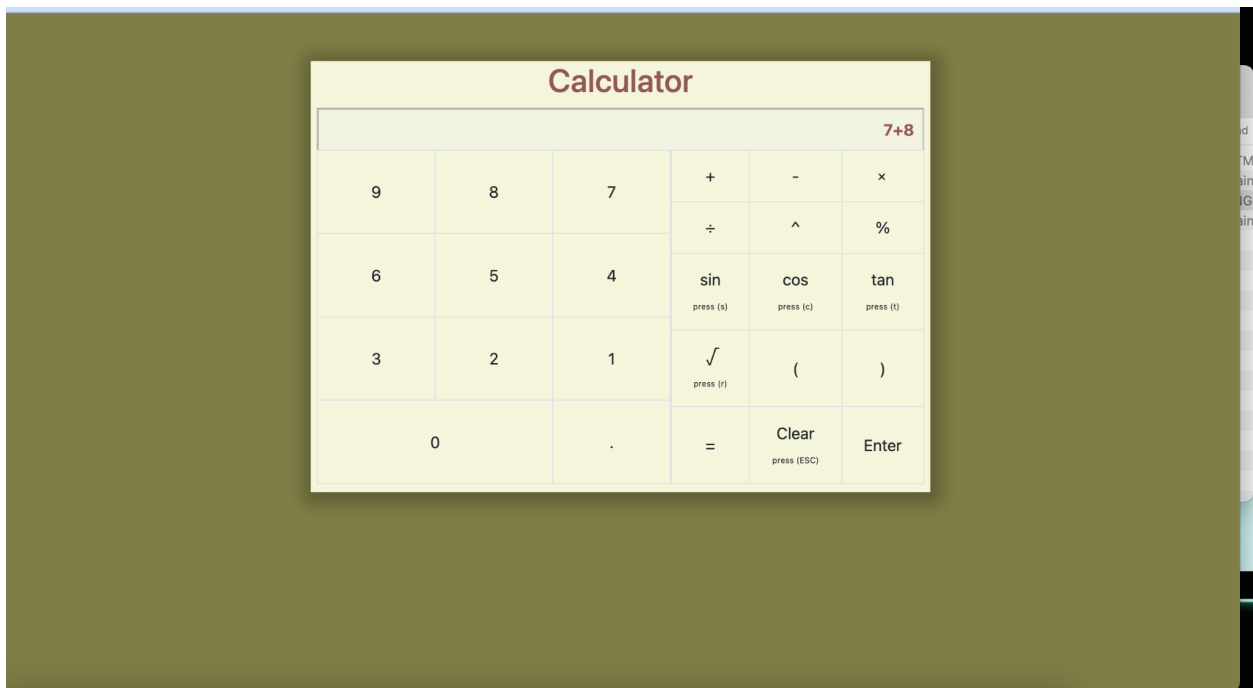 Calculator
7+8
9 8 7 + - ×
÷ ^ %
6 5 4 sin cos tan
press (s) press (c) press (t)
3 2 1 √ ( )
press (r)
0 . = Clear Enter
press (ESC)